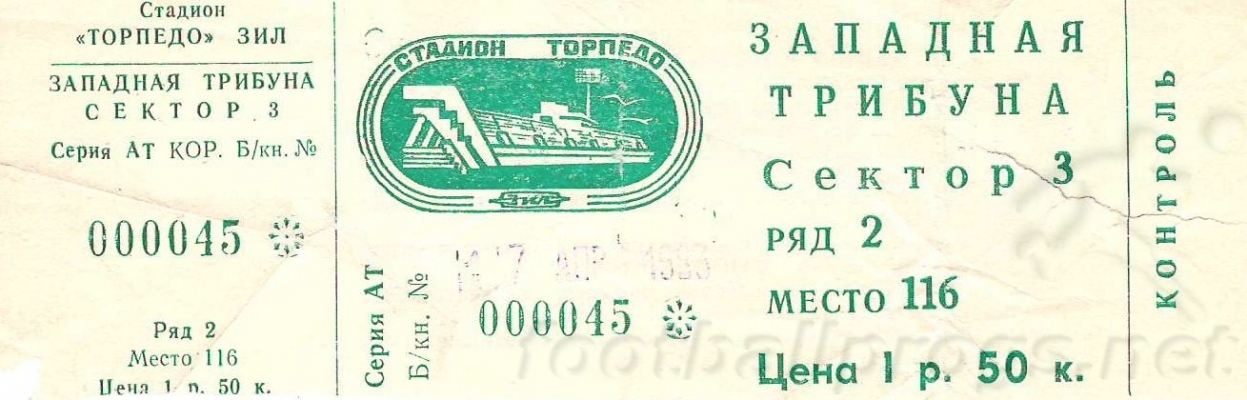 Стадион
«ТОРПЕДО» ЗИЛ
ЗАПАДНАЯ ТРИБУНА
СЕКТОР 3
Серия АТ КОР. Б/кн. №
000045
Ряд 2
Место 116
Цена 1 р. 50 к.
СТАДИОН ТОРПЕДО
ЗИЛ
АПР
Серия АТ
Б/кн. №
000045
ЗАПАДНАЯ
ТРИБУНА
Сектор 3
РЯД 2
МЕСТО 116
Цена 1 р. 50 к.
КОНТРОЛЬ
footballprogs.net